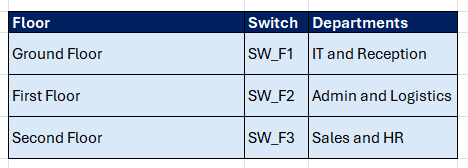 Floor Switch Departments
Ground Floor SW_F1 IT and Reception
First Floor SW_F2 Admin and Logistics
Second Floor SW_F3 Sales and HR